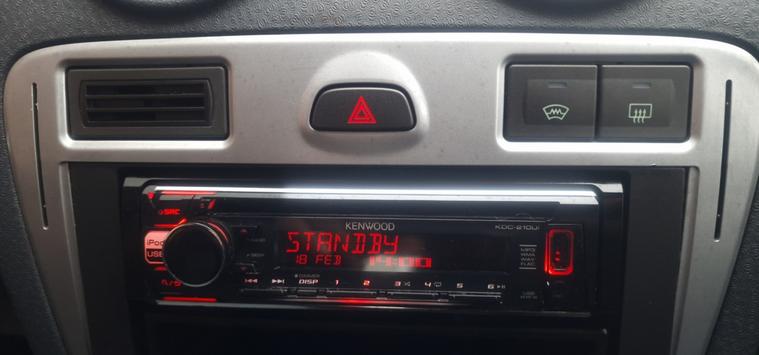 SRC
KENWOOD
KDC-210UI
iPod
USB
STANDBY
18 FEB
MP3
WMA
WAV
FLAC
DISP 1 2 3 4 5 6